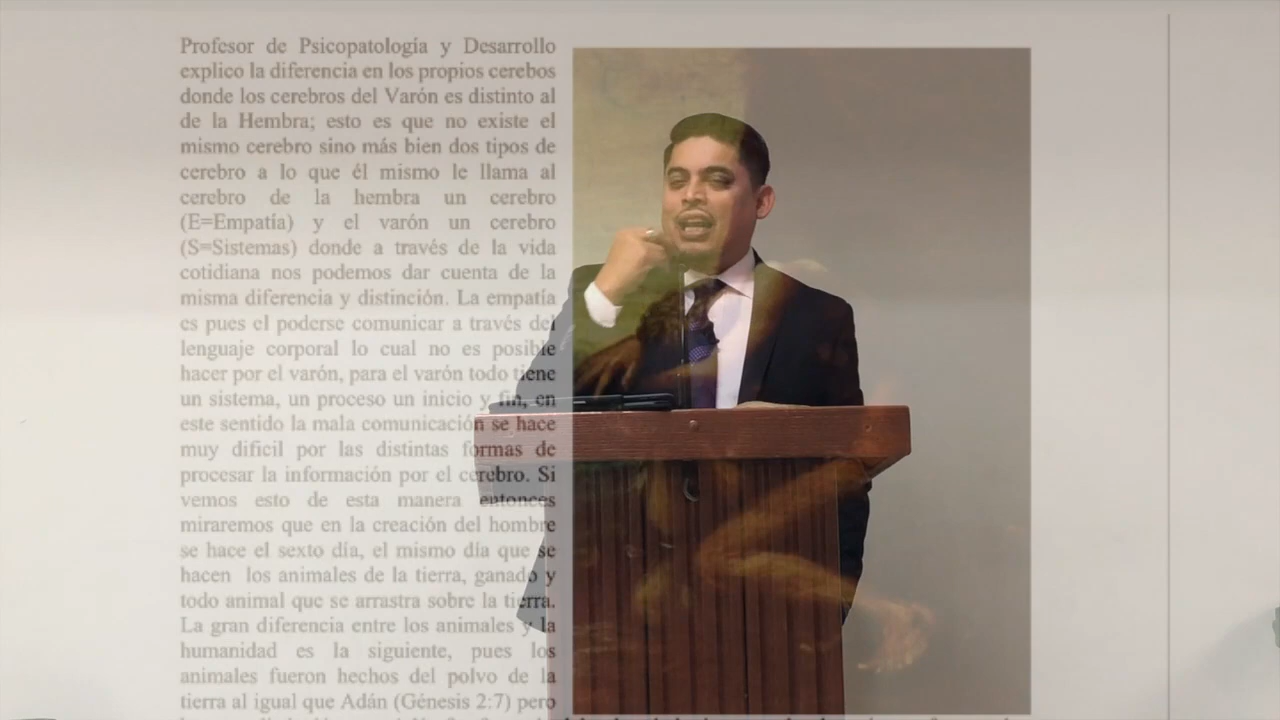 Profesor de Psicopatología y Desarrollo
explico la diferencia en los propios cerebos
donde los cerebros del Varón es distinto al
de la Hembra; esto es que no existe el
mismo cerebro sino más bien dos tipos de
cerebro a lo que él mismo le llama al
cerebro de la hembra un cerebro
(E=Empatía) y el varón un cerebro
(S=Sistemas) donde a través de la vida
cotidiana nos podemos dar cuenta de la
misma diferencia y distinción. La empatía
es pues el poderse comunicar a través del
lenguaje corporal lo cual no es posible
hacer por el varón, para el varón todo tiene
un sistema, un proceso un inicio y fin, en
este sentido la mala comunicación se hace
muy dificil por las distintas formas de
procesar la información por el cerebro. Si
vemos esto de esta manera entonces
miraremos que en la creación del hombre
se hace el sexto día, el mismo día que se
hacen los animales de la tierra, ganado y
todo animal que se arrastra sobre la tierra.
La gran diferencia entre los animales y la
humanidad es la siguiente, pues los
animales fueron hechos del polvo de la
tierra al igual que Adán (Génesis 2:7) pero